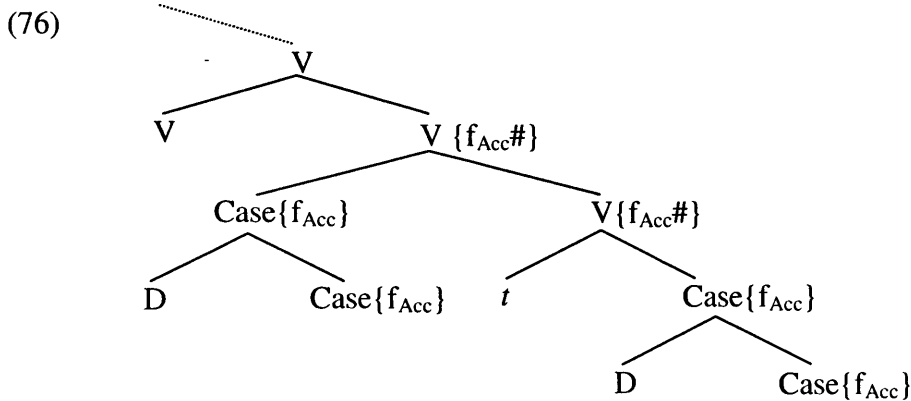 (76)
V
V V {f_Acc#}
Case{f_Acc} V{f_Acc#}
D Case{f_Acc} t Case{f_Acc}
D Case{f_Acc}